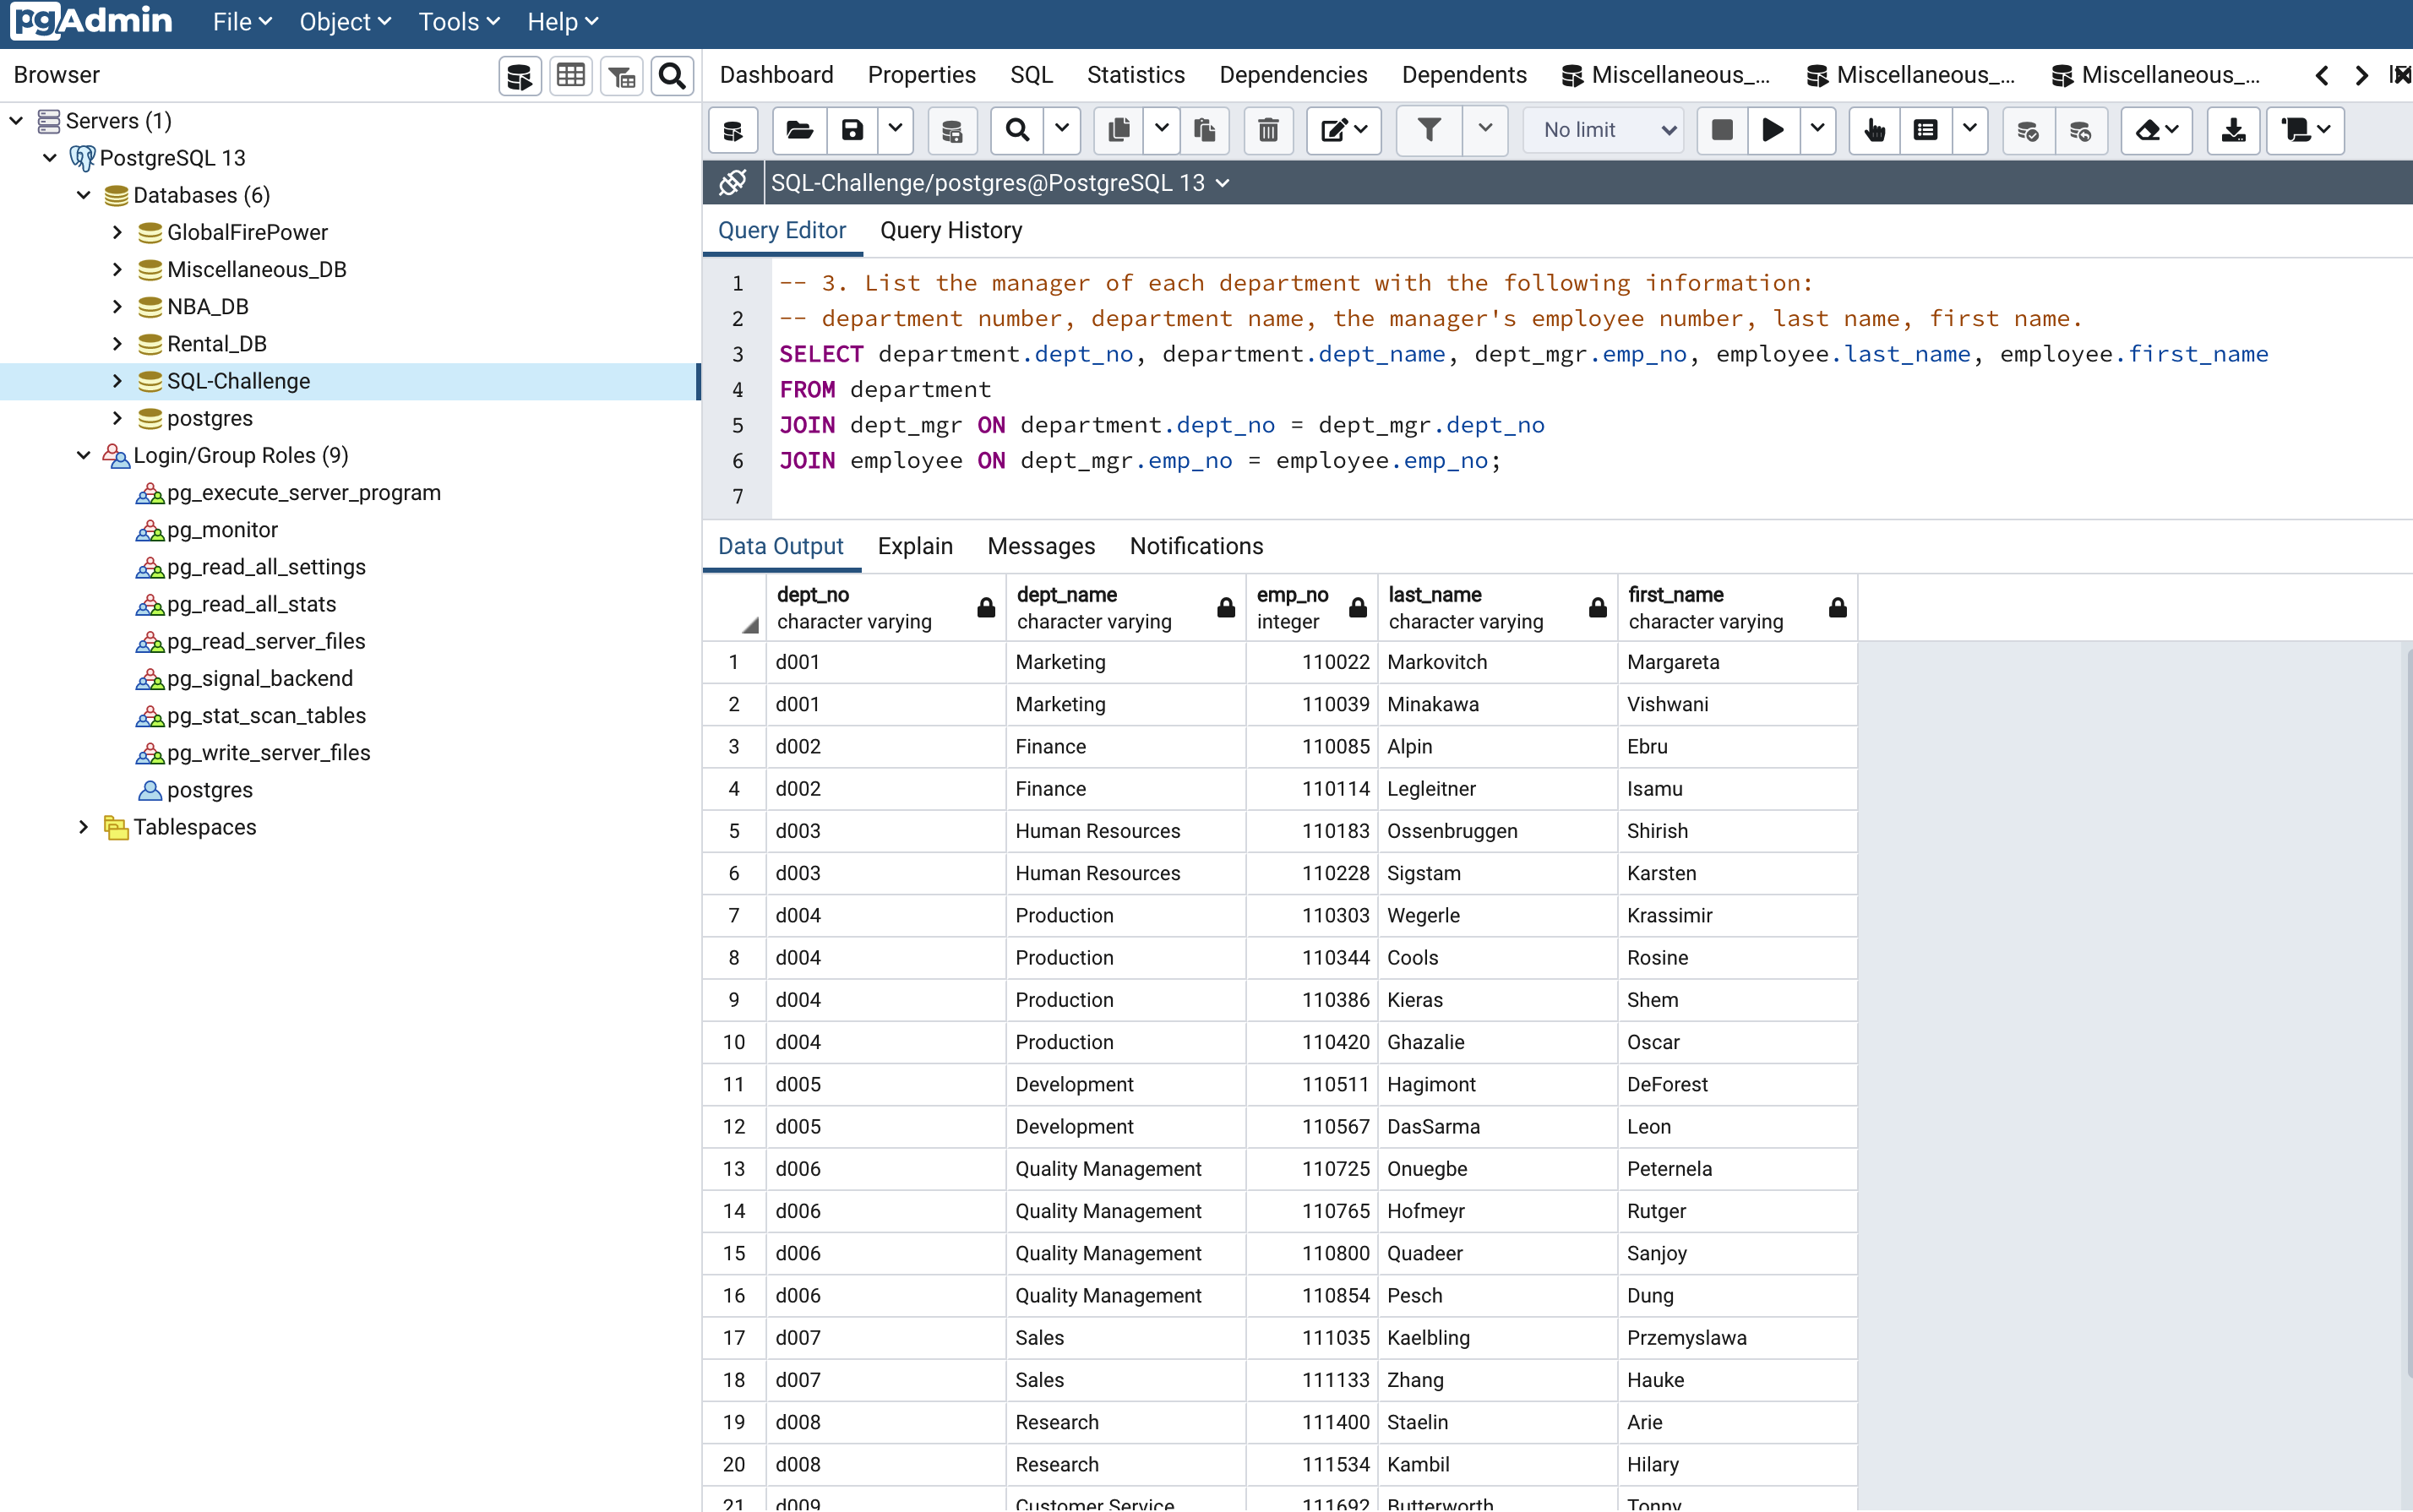 pgAdmin File Object Tools Help
Browser
Servers (1)
PostgreSQL 13
Databases (6)
GlobalFirePower
Miscellaneous_DB
NBA_DB
Rental_DB
SQL-Challenge
postgres
Login/Group Roles (9)
pg_execute_server_program
pg_monitor
pg_read_all_settings
pg_read_all_stats
pg_read_server_files
pg_signal_backend
pg_stat_scan_tables
pg_write_server_files
postgres
Tablespaces
Dashboard Properties SQL Statistics Dependencies Dependents Miscellaneous_... Miscellaneous_... Miscellaneous_...
No limit
SQL-Challenge/postgres@PostgreSQL 13
Query Editor Query History
1 -- 3. List the manager of each department with the following information:
2 -- department number, department name, the manager's employee number, last name, first name.
3 SELECT department.dept_no, department.dept_name, dept_mgr.emp_no, employee.last_name, employee.first_name
4 FROM department
5 JOIN dept_mgr ON department.dept_no = dept_mgr.dept_no
6 JOIN employee ON dept_mgr.emp_no = employee.emp_no;
7
Data Output Explain Messages Notifications
dept_no dept_name emp_no last_name first_name
character varying character varying integer character varying character varying
1 d001 Marketing 110022 Markovitch Margareta
2 d001 Marketing 110039 Minakawa Vishwani
3 d002 Finance 110085 Alpin Ebru
4 d002 Finance 110114 Legleitner Isamu
5 d003 Human Resources 110183 Ossenbruggen Shirish
6 d003 Human Resources 110228 Sigstam Karsten
7 d004 Production 110303 Wegerle Krassimir
8 d004 Production 110344 Cools Rosine
9 d004 Production 110386 Kieras Shem
10 d004 Production 110420 Ghazalie Oscar
11 d005 Development 110511 Hagimont DeForest
12 d005 Development 110567 DasSarma Leon
13 d006 Quality Management 110725 Onuegbe Peternela
14 d006 Quality Management 110765 Hofmeyr Rutger
15 d006 Quality Management 110800 Quadeer Sanjoy
16 d006 Quality Management 110854 Pesch Dung
17 d007 Sales 111035 Kaelbling Przemyslawa
18 d007 Sales 111133 Zhang Hauke
19 d008 Research 111400 Staelin Arie
20 d008 Research 111534 Kambil Hilary
21 d009 Customer Service 111692 Butterworth Tonny